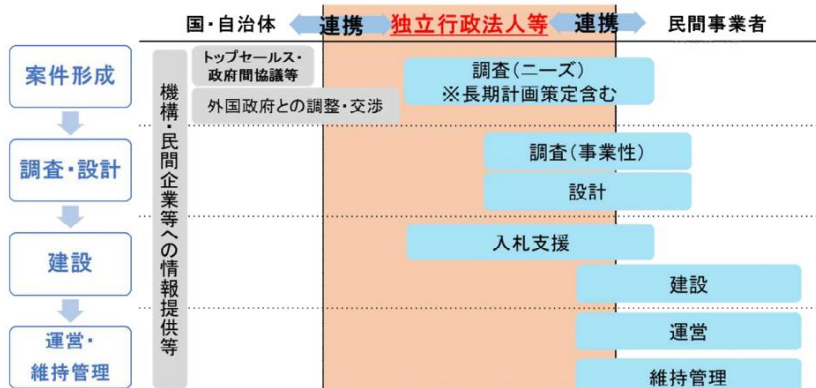 国・自治体
連携
独立行政法人等
連携
民間事業者
案件形成
調査・設計
建設
運営・
維持管理
機構・民間企業等への情報提供等
トップセールス・
政府間協議等
外国政府との調整・交渉
調査(ニーズ)
※長期計画策定含む
調査(事業性)
設計
入札支援
建設
運営
維持管理